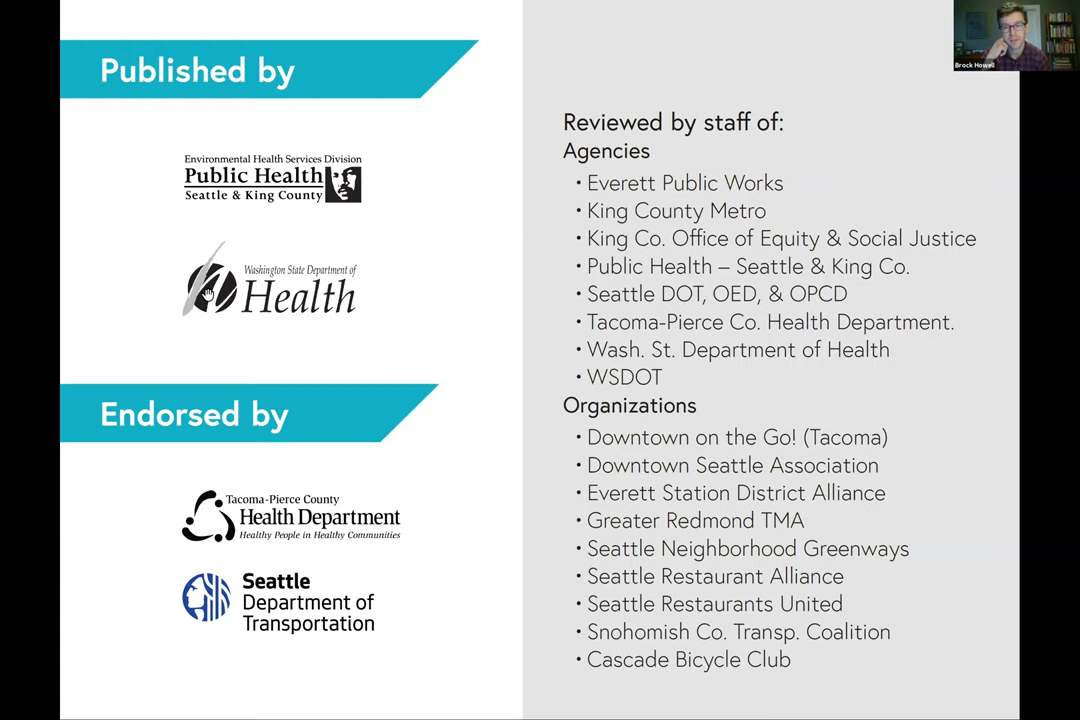 Published by
Environmental Health Services Division
Public Health
Seattle & King County
Washington State Department of
Health
Endorsed by
Tacoma-Pierce County
Health Department
Healthy People in Healthy Communities
Seattle
Department of
Transportation
Brock Howell
Reviewed by staff of:
Agencies
• Everett Public Works
• King County Metro
• King Co. Office of Equity & Social Justice
• Public Health – Seattle & King Co.
• Seattle DOT, OED, & OPCD
• Tacoma-Pierce Co. Health Department.
• Wash. St. Department of Health
• WSDOT
Organizations
• Downtown on the Go! (Tacoma)
• Downtown Seattle Association
• Everett Station District Alliance
• Greater Redmond TMA
• Seattle Neighborhood Greenways
• Seattle Restaurant Alliance
• Seattle Restaurants United
• Snohomish Co. Transp. Coalition
• Cascade Bicycle Club